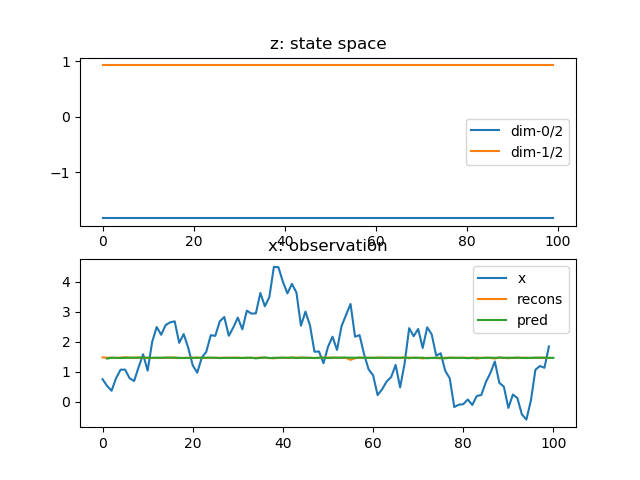 z: state space
1
0
−1
dim-0/2
dim-1/2
0 20 40 60 80 100
x: observation
4
3
2
1
0
x
recons
pred
0 20 40 60 80 100